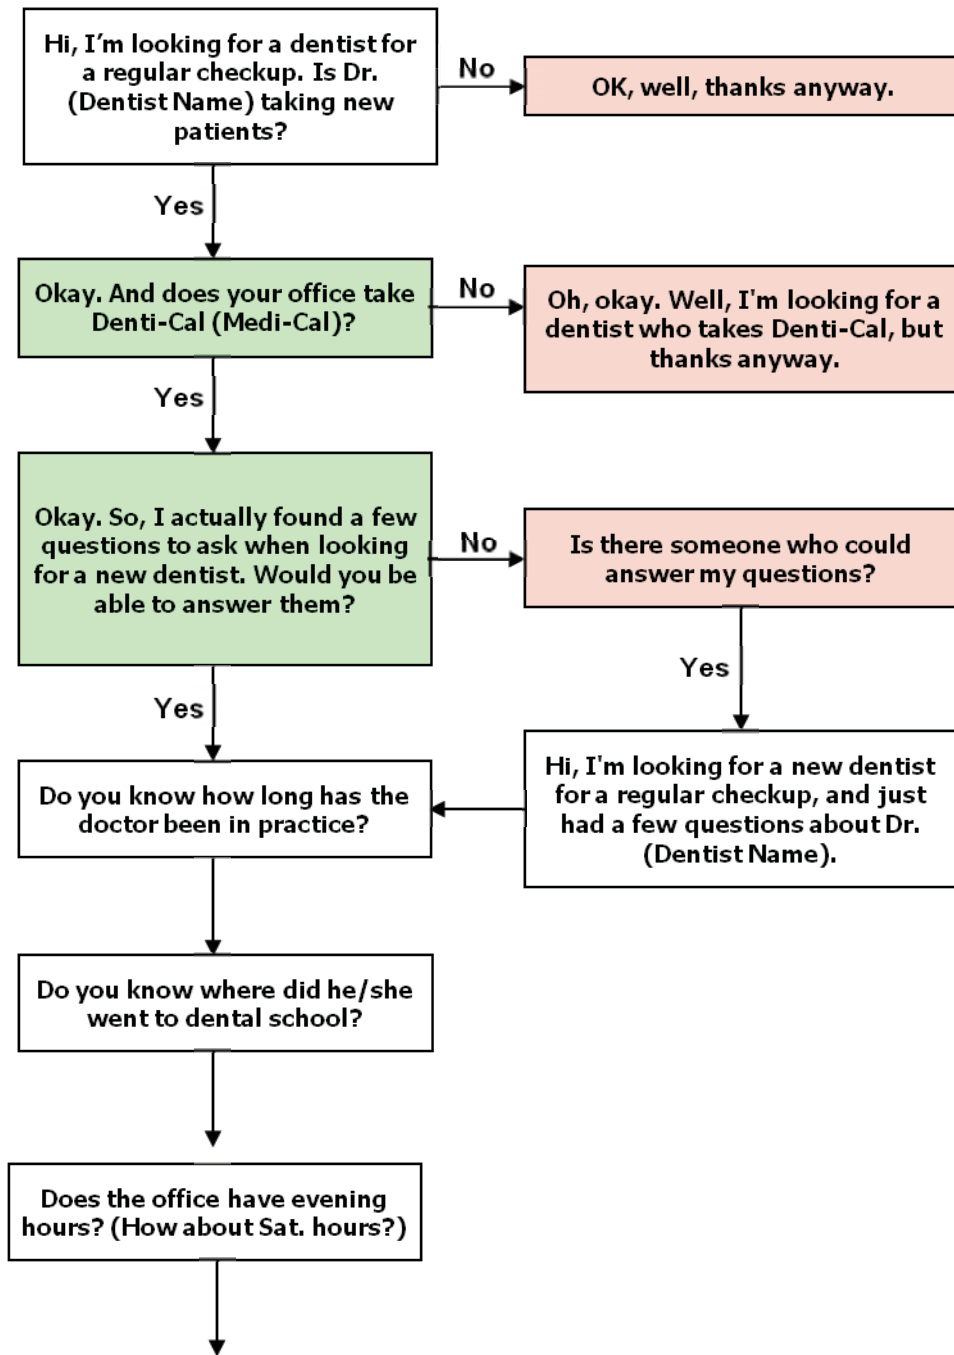 Hi, I’m looking for a dentist for
a regular checkup. Is Dr.
(Dentist Name) taking new
patients?
No
OK, well, thanks anyway.
Yes
Okay. And does your office take
Denti-Cal (Medi-Cal)?
No
Oh, okay. Well, I'm looking for a
dentist who takes Denti-Cal, but
thanks anyway.
Yes
Okay. So, I actually found a few
questions to ask when looking
for a new dentist. Would you be
able to answer them?
No
Is there someone who could
answer my questions?
Yes
Yes
Hi, I'm looking for a new dentist
for a regular checkup, and just
had a few questions about Dr.
(Dentist Name).
Do you know how long has the
doctor been in practice?
Do you know where did he/she
went to dental school?
Does the office have evening
hours? (How about Sat. hours?)